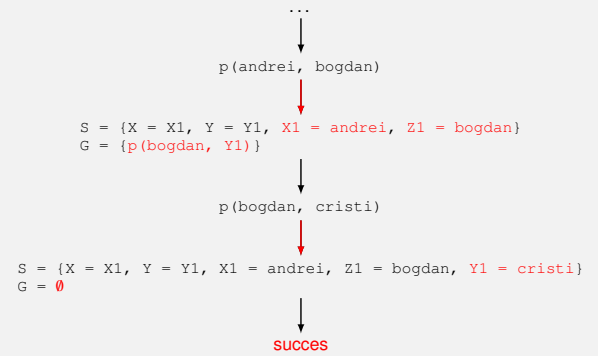 ...
p(andrei, bogdan)
S = {X = X1, Y = Y1, X1 = andrei, Z1 = bogdan}
G = {p(bogdan, Y1)}
p(bogdan, cristi)
S = {X = X1, Y = Y1, X1 = andrei, Z1 = bogdan, Y1 = cristi}
G = ∅
succes